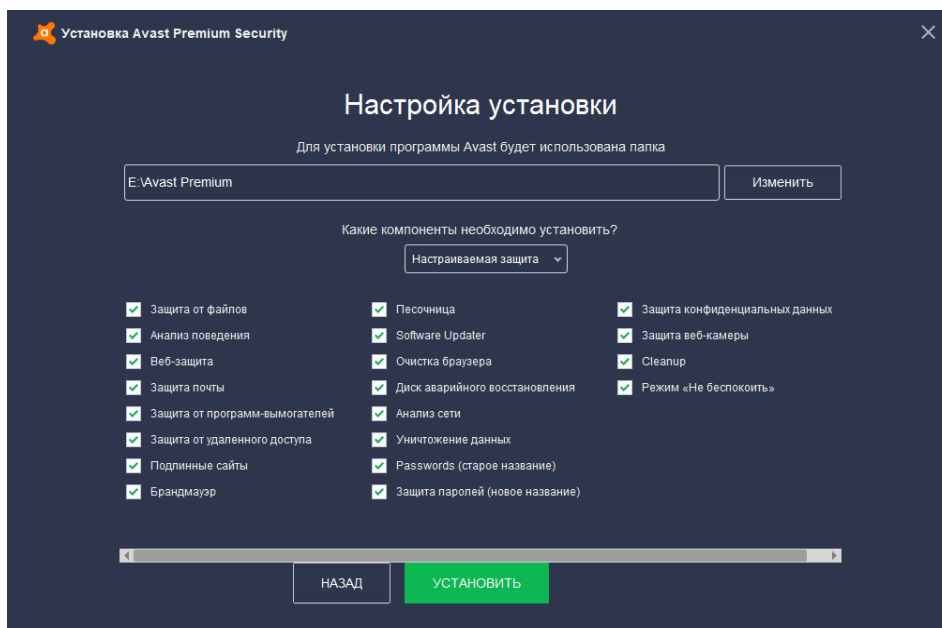 Установка Avast Premium Security
Настройка установки
Для установки программы Avast будет использована папка
E:\Avast Premium
Изменить
Какие компоненты необходимо установить?
Настраиваемая защита
Защита от файлов
Анализ поведения
Веб-защита
Защита почты
Защита от программ-вымогателей
Защита от удаленного доступа
Подлинные сайты
Брандмауэр
Песочница
Software Updater
Очистка браузера
Диск аварийного восстановления
Анализ сети
Уничтожение данных
Passwords (старое название)
Защита паролей (новое название)
Защита конфиденциальных данных
Защита веб-камеры
Cleanup
Режим «Не беспокоить»
НАЗАД
УСТАНОВИТЬ